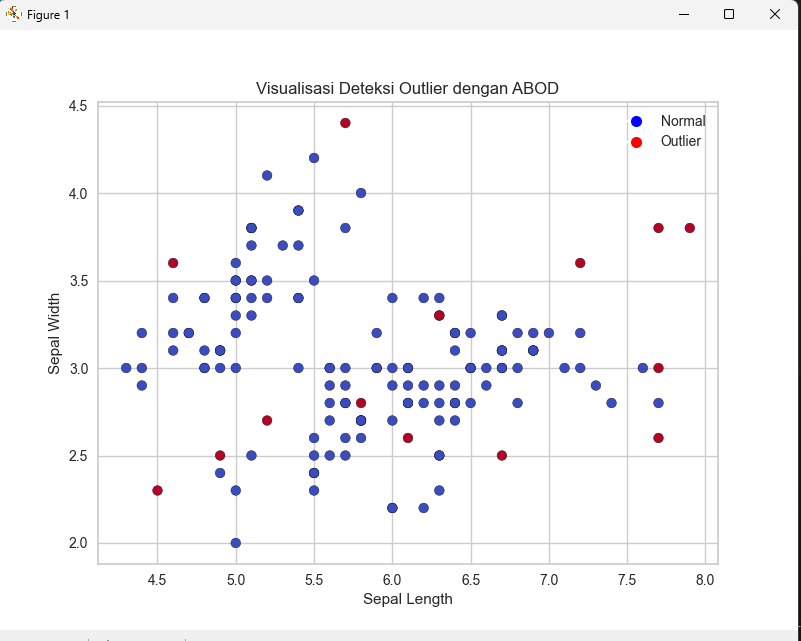 Figure 1
Visualisasi Deteksi Outlier dengan ABOD
Normal
Outlier
4.5
4.0
3.5
3.0
2.5
2.0
Sepal Width
4.5 5.0 5.5 6.0 6.5 7.0 7.5 8.0
Sepal Length